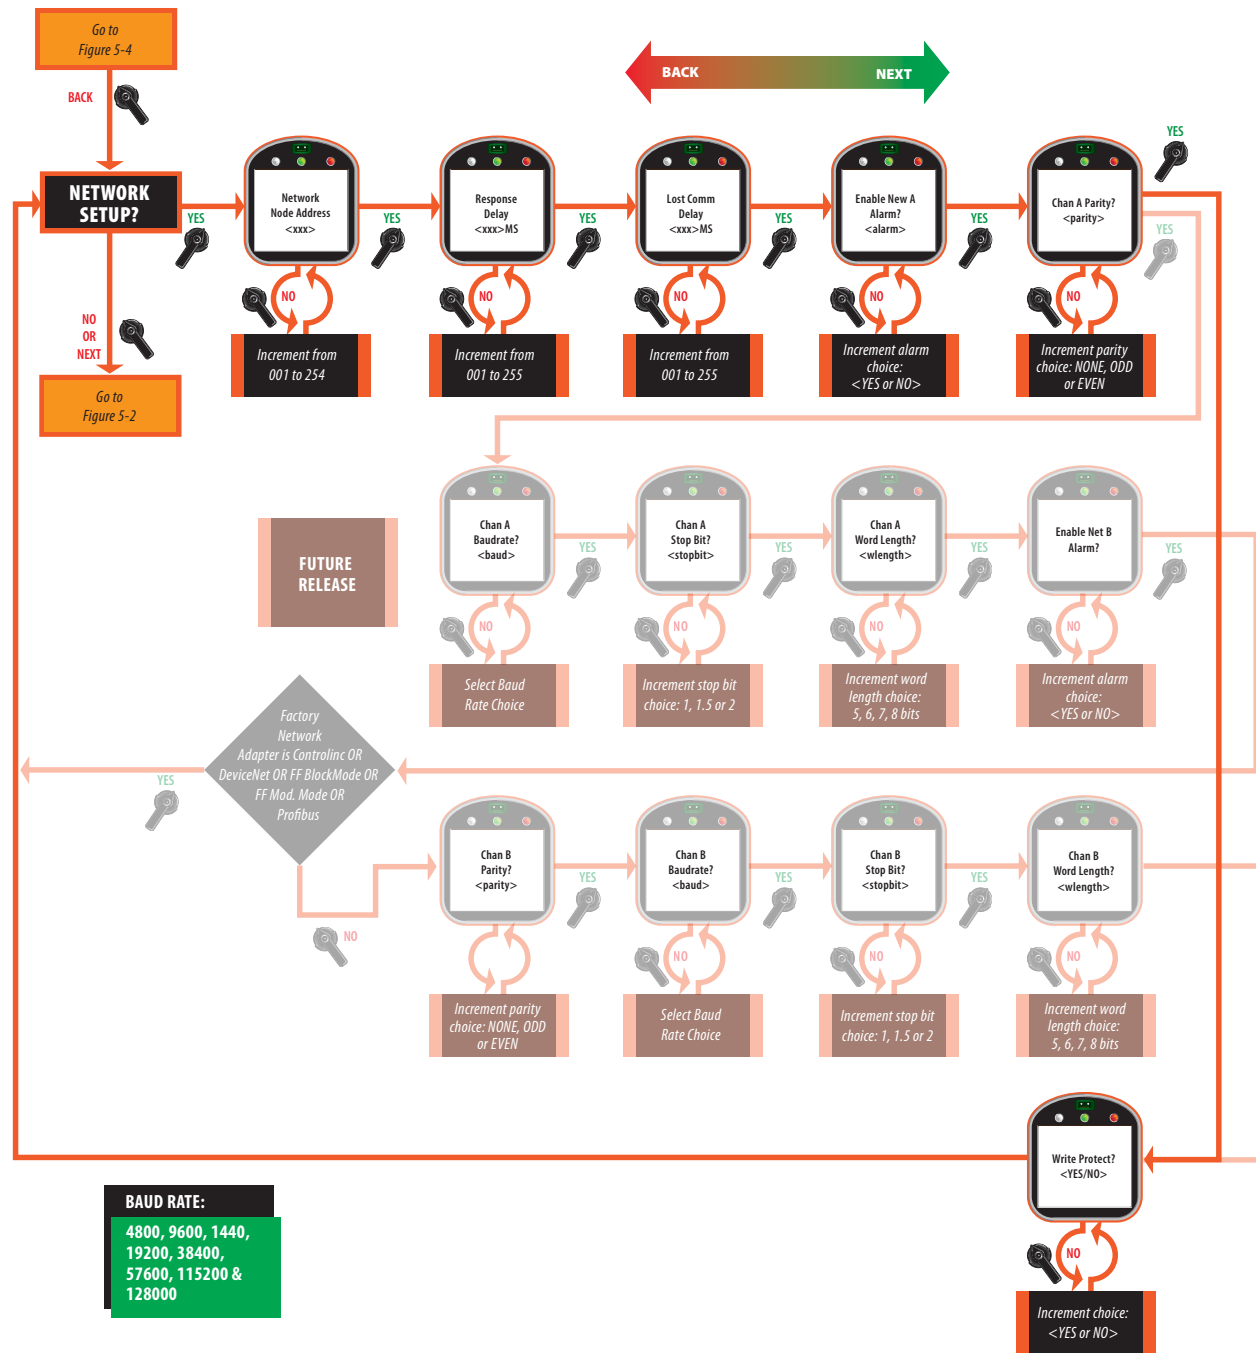 Go to
Figure 5-4
BACK
BACK
NEXT
YES
NETWORK
SETUP?
YES
Network
Node Address
<xxx>
YES
Response
Delay
<xxx>MS
YES
Lost Comm
Delay
<xxx>MS
YES
Enable New A
Alarm?
<alarm>
YES
Chan A Parity?
<parity>
YES
NO
OR
NEXT
NO
NO
NO
NO
NO
Go to
Figure 5-2
Increment from
001 to 254
Increment from
001 to 255
Increment from
001 to 255
Increment alarm
choice:
<YES or NO>
Increment parity
choice: NONE, ODD
or EVEN
FUTURE
RELEASE
Chan A
Baudrate?
<baud>
YES
Chan A
Stop Bit?
<stopbit>
YES
Chan A
Word Length?
<wlength>
YES
Enable Net B
Alarm?
YES
NO
NO
NO
NO
Select Baud
Rate Choice
Increment stop bit
choice: 1, 1.5 or 2
Increment word
length choice:
5, 6, 7, 8 bits
Increment alarm
choice:
<YES or NO>
Factory
Network
Adapter is Controlinc OR
DeviceNet OR FF BlockMode OR
FF Mod. Mode OR
Profibus
YES
NO
Chan B
Parity?
<parity>
YES
Chan B
Baudrate?
<baud>
YES
Chan B
Stop Bit?
<stopbit>
YES
Chan B
Word Length?
<wlength>
NO
NO
NO
Increment parity
choice: NONE, ODD
or EVEN
Select Baud
Rate Choice
Increment stop bit
choice: 1, 1.5 or 2
Increment word
length choice:
5, 6, 7, 8 bits
Write Protect?
<YES/NO>
NO
Increment choice:
<YES or NO>
BAUD RATE:
4800, 9600, 1440,
19200, 38400,
57600, 115200 &
128000